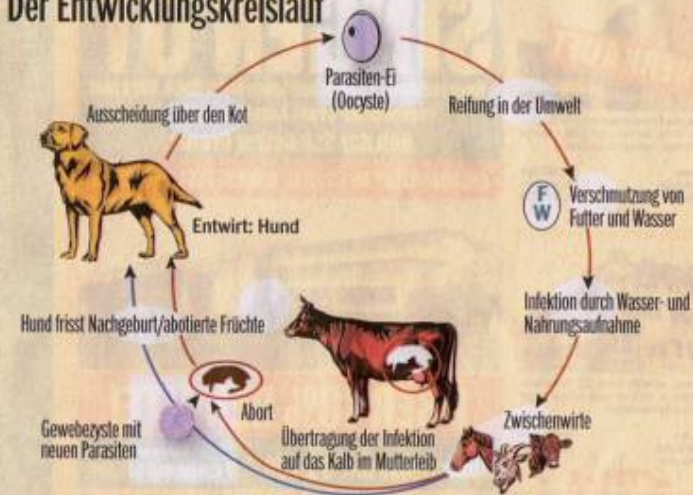 Der Entwicklungskreislauf
Parasiten-Ei
(Oocyste)
Ausscheidung über den Kot
Reifung in der Umwelt
F
W
Verschmutzung von
Futter und Wasser
Entwirt: Hund
Infektion durch Wasser- und
Nahrungsaufnahme
Hund frisst Nachgeburt/abotierte Früchte
Abort
Zwischenwirte
Gewebezyste mit
neuen Parasiten
Übertragung der Infektion
auf das Kalb im Mutterleib